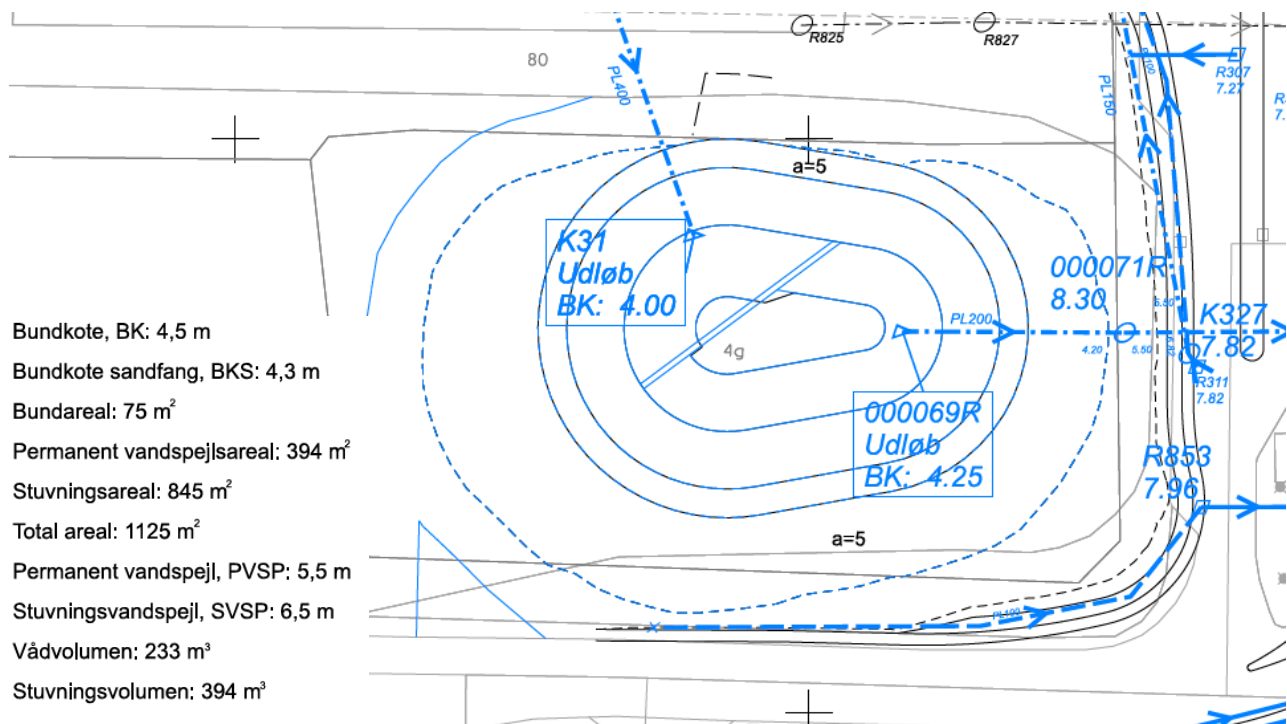 R825
R827
80
PL400
PL150
PL100
R307
7.27
a=5
K31
Udløb
BK: 4.00
000071R
8.30
5.50
PL200
4.20
5.50
6.82
K327
7.82
R311
7.82
4g
000069R
Udløb
BK: 4.25
R853
7.96
a=5
PL100
Bundkote, BK: 4,5 m
Bundkote sandfang, BKS: 4,3 m
Bundareal: 75 m²
Permanent vandspejlsareal: 394 m²
Stuvningsareal: 845 m²
Total areal: 1125 m²
Permanent vandspejl, PVSP: 5,5 m
Stuvningsvandspejl, SVSP: 6,5 m
Vådvolumen: 233 m³
Stuvningsvolumen: 394 m³